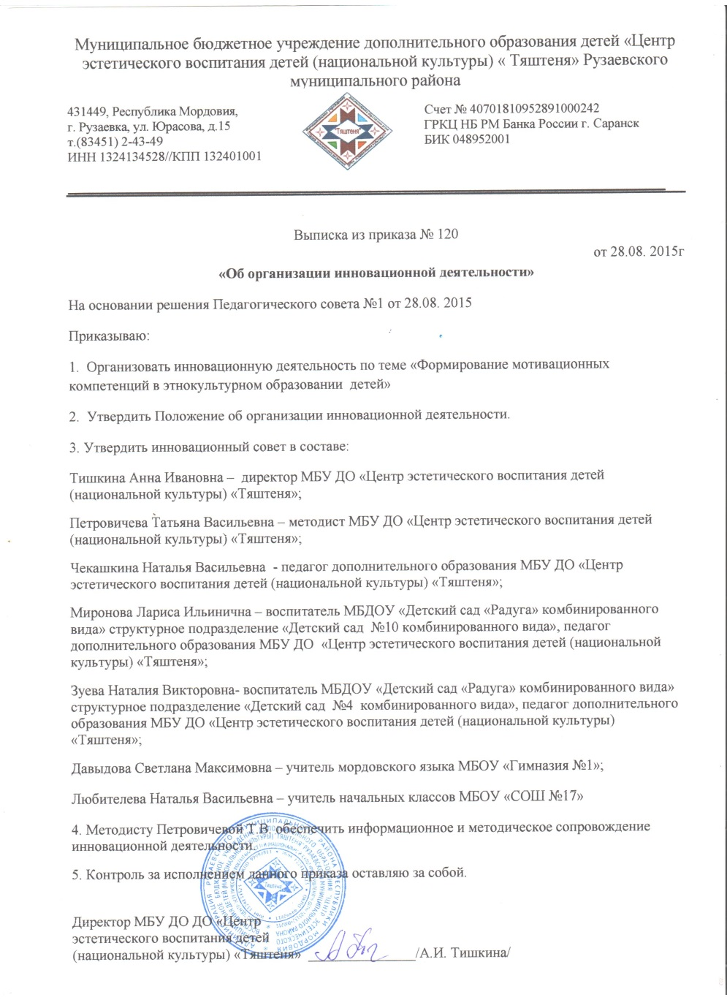 Муниципальное бюджетное учреждение дополнительного образования детей «Центр
эстетического воспитания детей (национальной культуры) « Тяштеня» Рузаевского
муниципального района
431449, Республика Мордовия,
г. Рузаевка, ул. Юрасова, д.15
т.(83451) 2-43-49
ИНН 1324134528//КПП 132401001
"Тяштеня"
Счет № 40701810952891000242
ГРКЦ НБ РМ Банка России г. Саранск
БИК 048952001
Выписка из приказа № 120
от 28.08. 2015г
«Об организации инновационной деятельности»
На основании решения Педагогического совета №1 от 28.08. 2015
Приказываю:
1.  Организовать инновационную деятельность по теме «Формирование мотивационных
компетенций в этнокультурном образовании  детей»
2.  Утвердить Положение об организации инновационной деятельности.
3. Утвердить инновационный совет в составе:
Тишкина Анна Ивановна –  директор МБУ ДО «Центр эстетического воспитания детей
(национальной культуры) «Тяштеня»;
Петровичева Татьяна Васильевна – методист МБУ ДО «Центр эстетического воспитания детей
(национальной культуры) «Тяштеня»;
Чекашкина Наталья Васильевна  - педагог дополнительного образования МБУ ДО «Центр
эстетического воспитания детей (национальной культуры) «Тяштеня»;
Миронова Лариса Ильинична – воспитатель МБДОУ «Детский сад «Радуга» комбинированного
вида» структурное подразделение «Детский сад  №10 комбинированного вида», педагог
дополнительного образования МБУ ДО  «Центр эстетического воспитания детей (национальной
культуры) «Тяштеня»;
Зуева Наталия Викторовна- воспитатель МБДОУ «Детский сад «Радуга» комбинированного вида»
структурное подразделение «Детский сад  №4  комбинированного вида», педагог дополнительного
образования МБУ ДО «Центр эстетического воспитания детей (национальной культуры)
«Тяштеня»;
Давыдова Светлана Максимовна – учитель мордовского языка МБОУ «Гимназия №1»;
Любителева Наталья Васильевна – учитель начальных классов МБОУ «СОШ №17»
4. Методисту Петровичевой Т.В  обеспечить информационное и методическое сопровождение
инновационной деятельности.
5. Контроль за исполнением данного приказа оставляю за собой.
Директор МБУ ДО ДО «Центр
эстетического воспитания детей
(национальной культуры) «Тяштеня»  _______________/А.И. Тишкина/